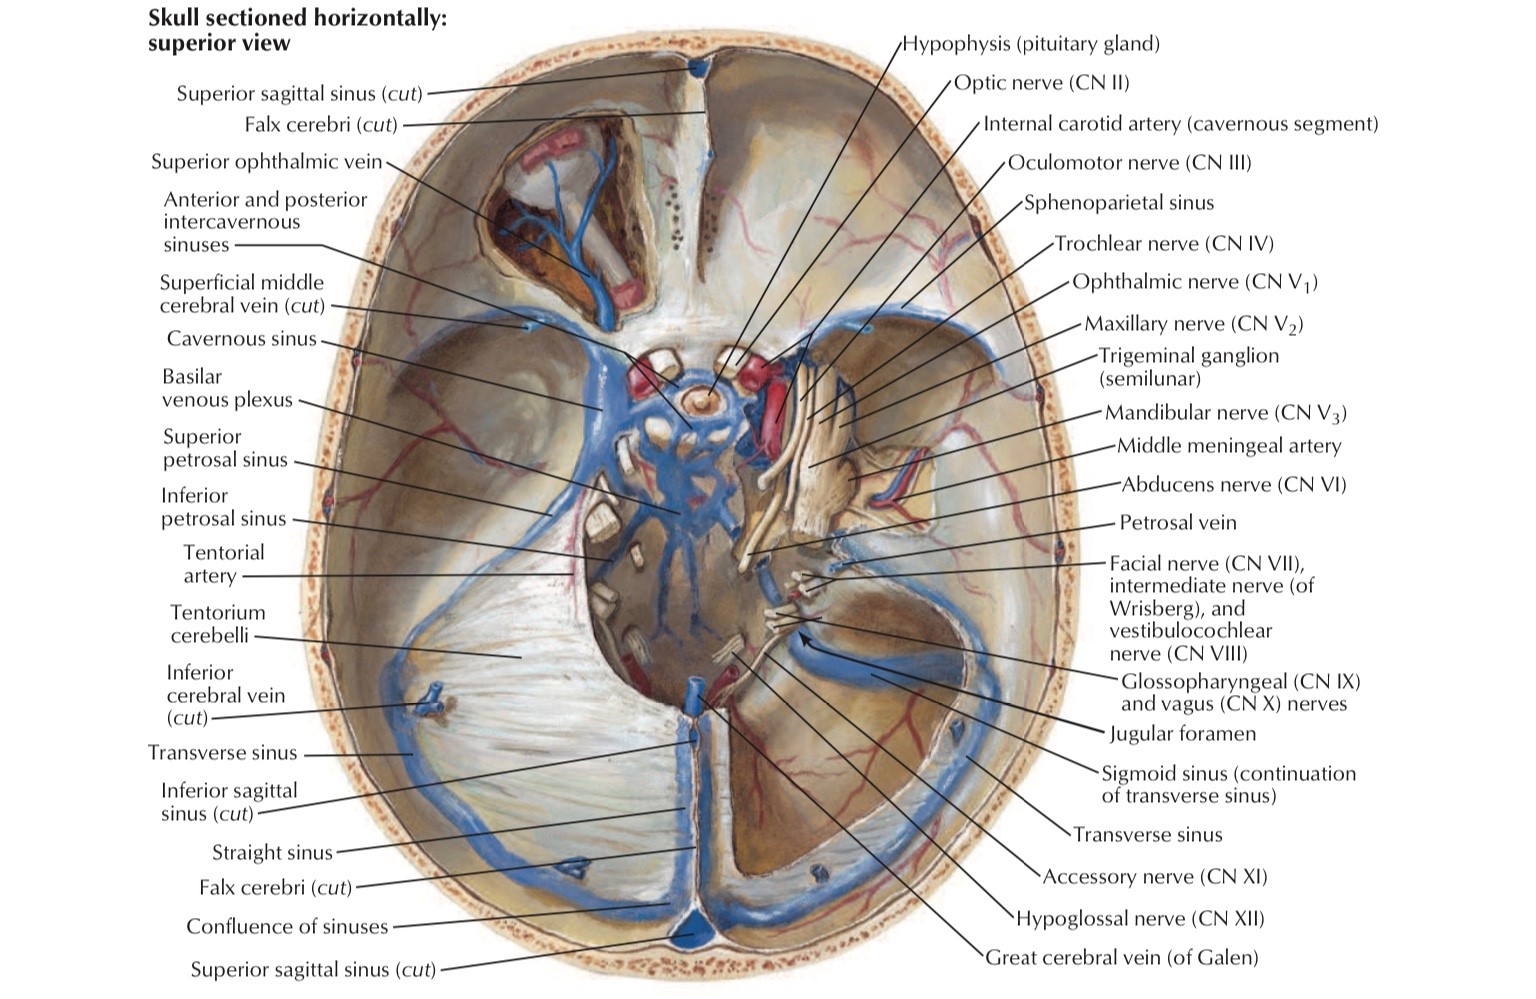 Skull sectioned horizontally:
superior view
Superior sagittal sinus (cut)
Falx cerebri (cut)
Superior ophthalmic vein
Anterior and posterior
intercavernous
sinuses
Superficial middle
cerebral vein (cut)
Cavernous sinus
Basilar
venous plexus
Superior
petrosal sinus
Inferior
petrosal sinus
Tentorial
artery
Tentorium
cerebelli
Inferior
cerebral vein
(cut)
Transverse sinus
Inferior sagittal
sinus (cut)
Straight sinus
Falx cerebri (cut)
Confluence of sinuses
Superior sagittal sinus (cut)
Hypophysis (pituitary gland)
Optic nerve (CN II)
Internal carotid artery (cavernous segment)
Oculomotor nerve (CN III)
Sphenoparietal sinus
Trochlear nerve (CN IV)
Ophthalmic nerve (CN V₁)
Maxillary nerve (CN V₂)
Trigeminal ganglion
(semilunar)
Mandibular nerve (CN V₃)
Middle meningeal artery
Abducens nerve (CN VI)
Petrosal vein
Facial nerve (CN VII),
intermediate nerve (of
Wrisberg), and
vestibulocochlear
nerve (CN VIII)
Glossopharyngeal (CN IX)
and vagus (CN X) nerves
Jugular foramen
Sigmoid sinus (continuation
of transverse sinus)
Transverse sinus
Accessory nerve (CN XI)
Hypoglossal nerve (CN XII)
Great cerebral vein (of Galen)